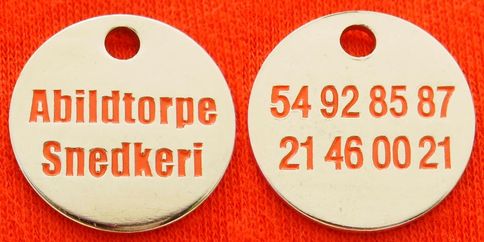 Abildtorpe
Snedkeri
54 92 85 87
21 46 00 21